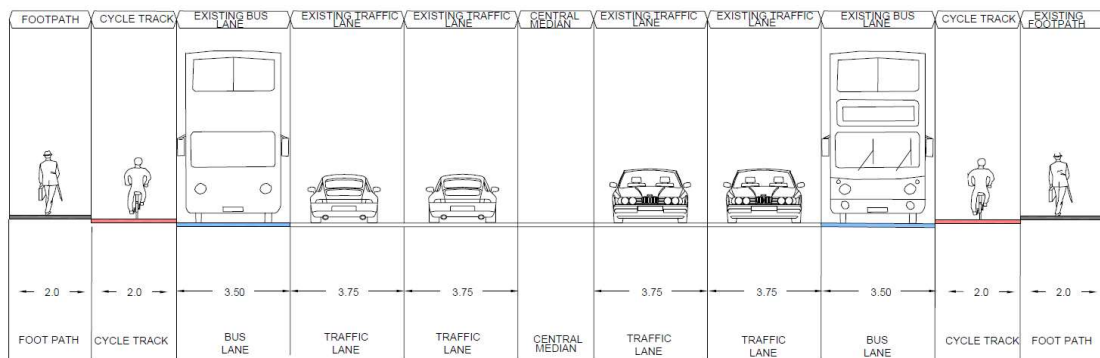 FOOTPATH
CYCLE TRACK
EXISTING BUS
LANE
EXISTING TRAFFIC
LANE
EXISTING TRAFFIC
LANE
CENTRAL
MEDIAN
EXISTING TRAFFIC
LANE
EXISTING TRAFFIC
LANE
EXISTING BUS
LANE
CYCLE TRACK
EXISTING
FOOTPATH
2.0
2.0
3.50
3.75
3.75
3.75
3.75
3.50
2.0
2.0
FOOT PATH
CYCLE TRACK
BUS
LANE
TRAFFIC
LANE
TRAFFIC
LANE
CENTRAL
MEDIAN
TRAFFIC
LANE
TRAFFIC
LANE
BUS
LANE
CYCLE TRACK
FOOT PATH